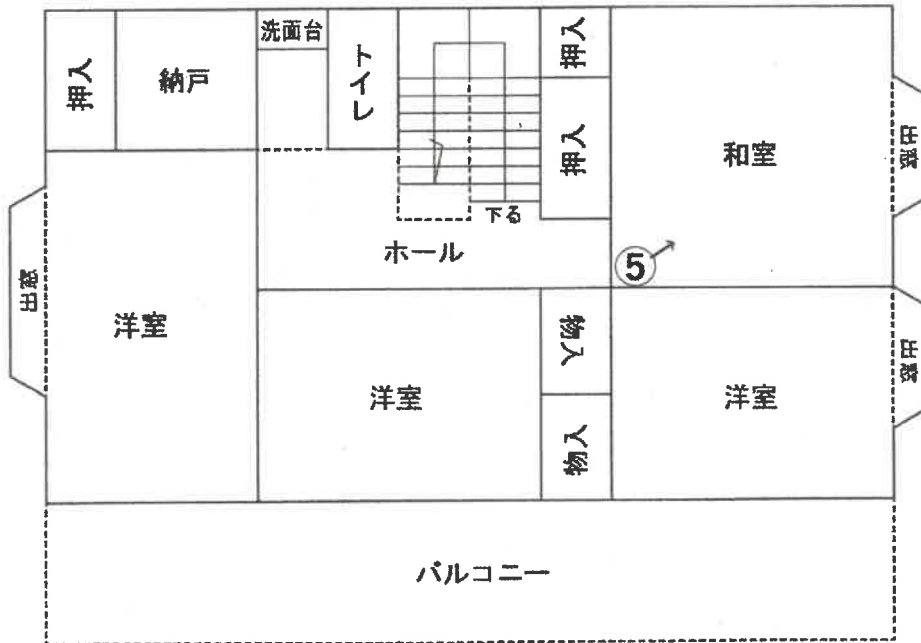 洗面台
トイレ
押入
押入
納戸
押入
和室
出窓
下る
ホール
⑤
出窓
洋室
物入
洋室
洋室
出窓
物入
バルコニー